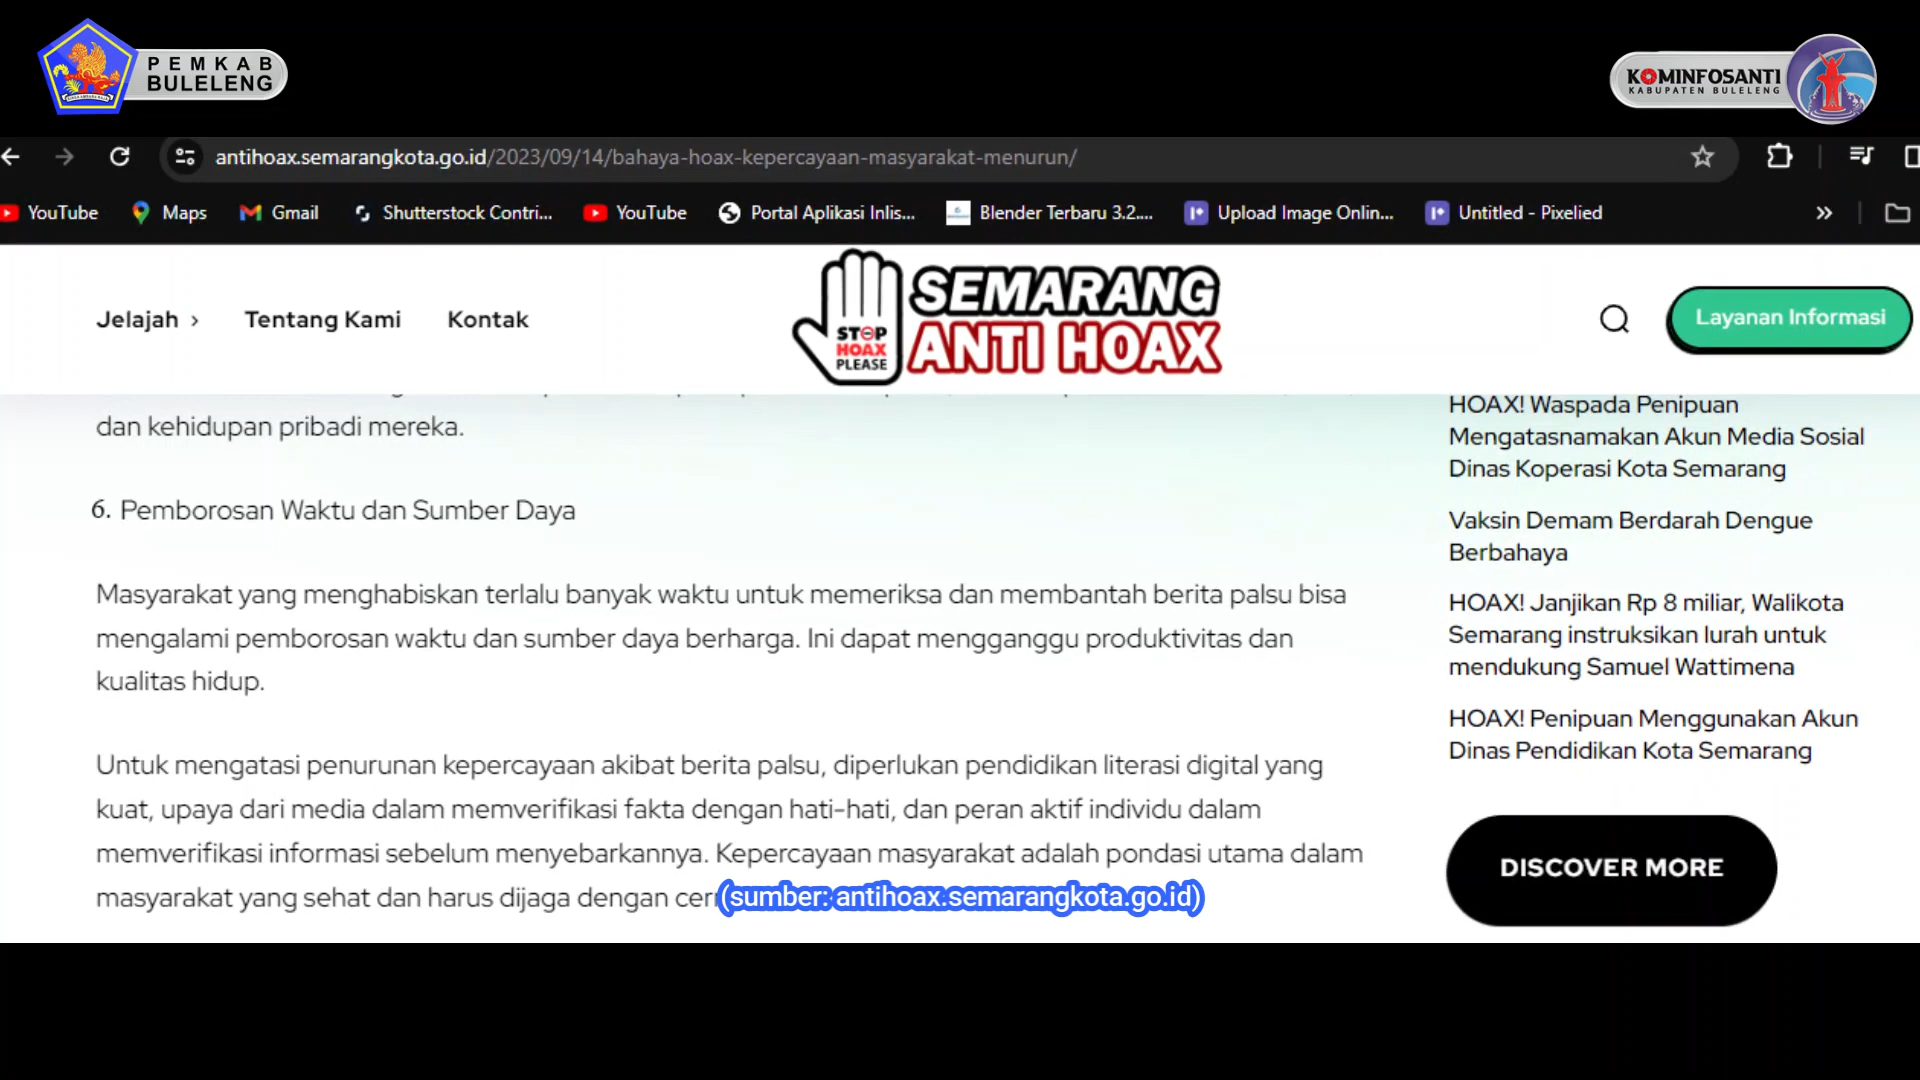 PEMKAB
BULELENG
KOMINFOSANTI
KABUPATEN BULELENG
antihoax.semarangkota.go.id/2023/09/14/bahaya-hoax-kepercayaan-masyarakat-menurun/
YouTube
Maps
Gmail
Shutterstock Contri...
YouTube
Portal Aplikasi Inlis...
Blender Terbaru 3.2....
Upload Image Onlin...
Untitled - Pixelied
Jelajah
Tentang Kami
Kontak
STOP
HOAX
PLEASE
SEMARANG
ANTI HOAX
Layanan Informasi
dan kehidupan pribadi mereka.
6. Pemborosan Waktu dan Sumber Daya
Masyarakat yang menghabiskan terlalu banyak waktu untuk memeriksa dan membantah berita palsu bisa
mengalami pemborosan waktu dan sumber daya berharga. Ini dapat mengganggu produktivitas dan
kualitas hidup.
Untuk mengatasi penurunan kepercayaan akibat berita palsu, diperlukan pendidikan literasi digital yang
kuat, upaya dari media dalam memverifikasi fakta dengan hati-hati, dan peran aktif individu dalam
memverifikasi informasi sebelum menyebarkannya. Kepercayaan masyarakat adalah pondasi utama dalam
masyarakat yang sehat dan harus dijaga dengan
(sumber: antihoax.semarangkota.go.id)
HOAX! Waspada Penipuan
Mengatasnamakan Akun Media Sosial
Dinas Koperasi Kota Semarang
Vaksin Demam Berdarah Dengue
Berbahaya
HOAX! Janjikan Rp 8 miliar, Walikota
Semarang instruksikan lurah untuk
mendukung Samuel Wattimena
HOAX! Penipuan Menggunakan Akun
Dinas Pendidikan Kota Semarang
DISCOVER MORE